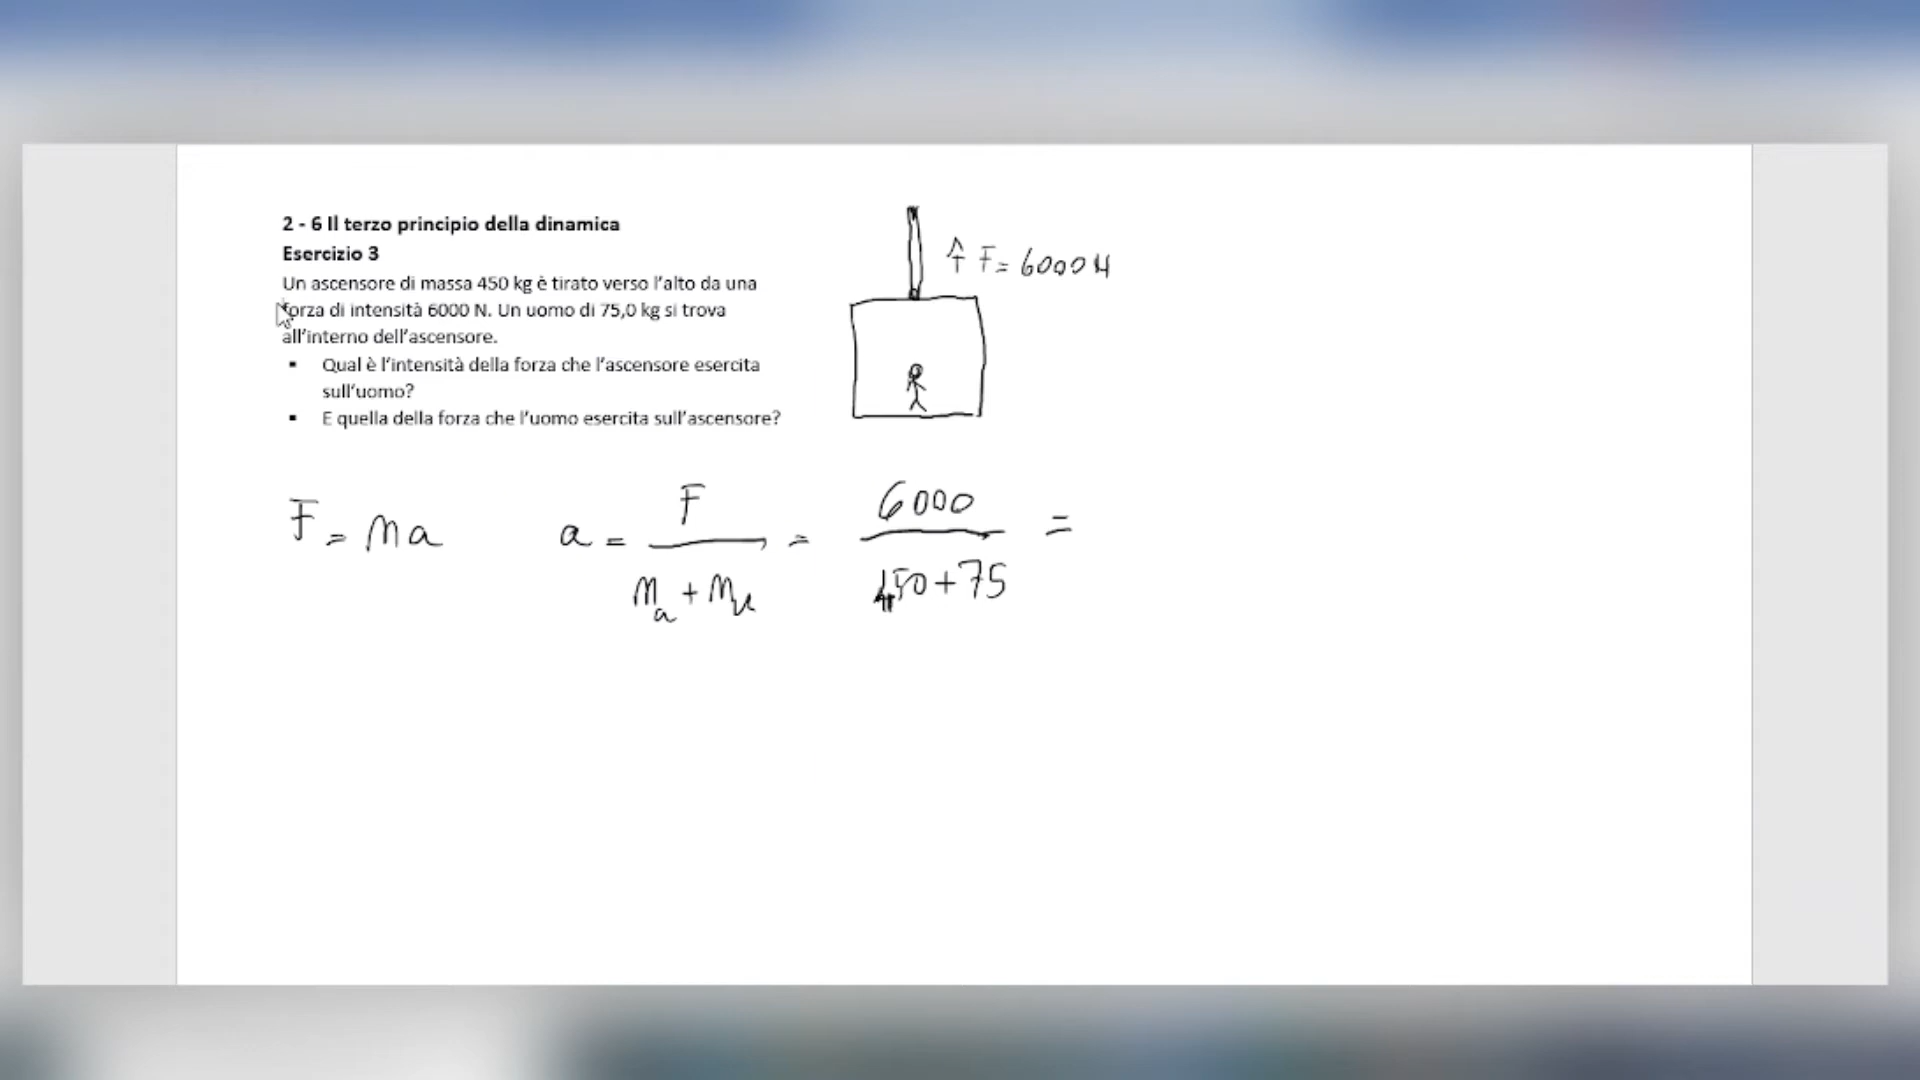 2 - 6 Il terzo principio della dinamica
Esercizio 3
Un ascensore di massa 450 kg è tirato verso l'alto da una
forza di intensità 6000 N. Un uomo di 75,0 kg si trova
all'interno dell'ascensore.
▪ Qual è l'intensità della forza che l'ascensore esercita
sull'uomo?
▪ E quella della forza che l'uomo esercita sull'ascensore?
↑ F = 6000 N
F = ma
a = F / (m_a + m_u) = 6000 / (450 + 75) =